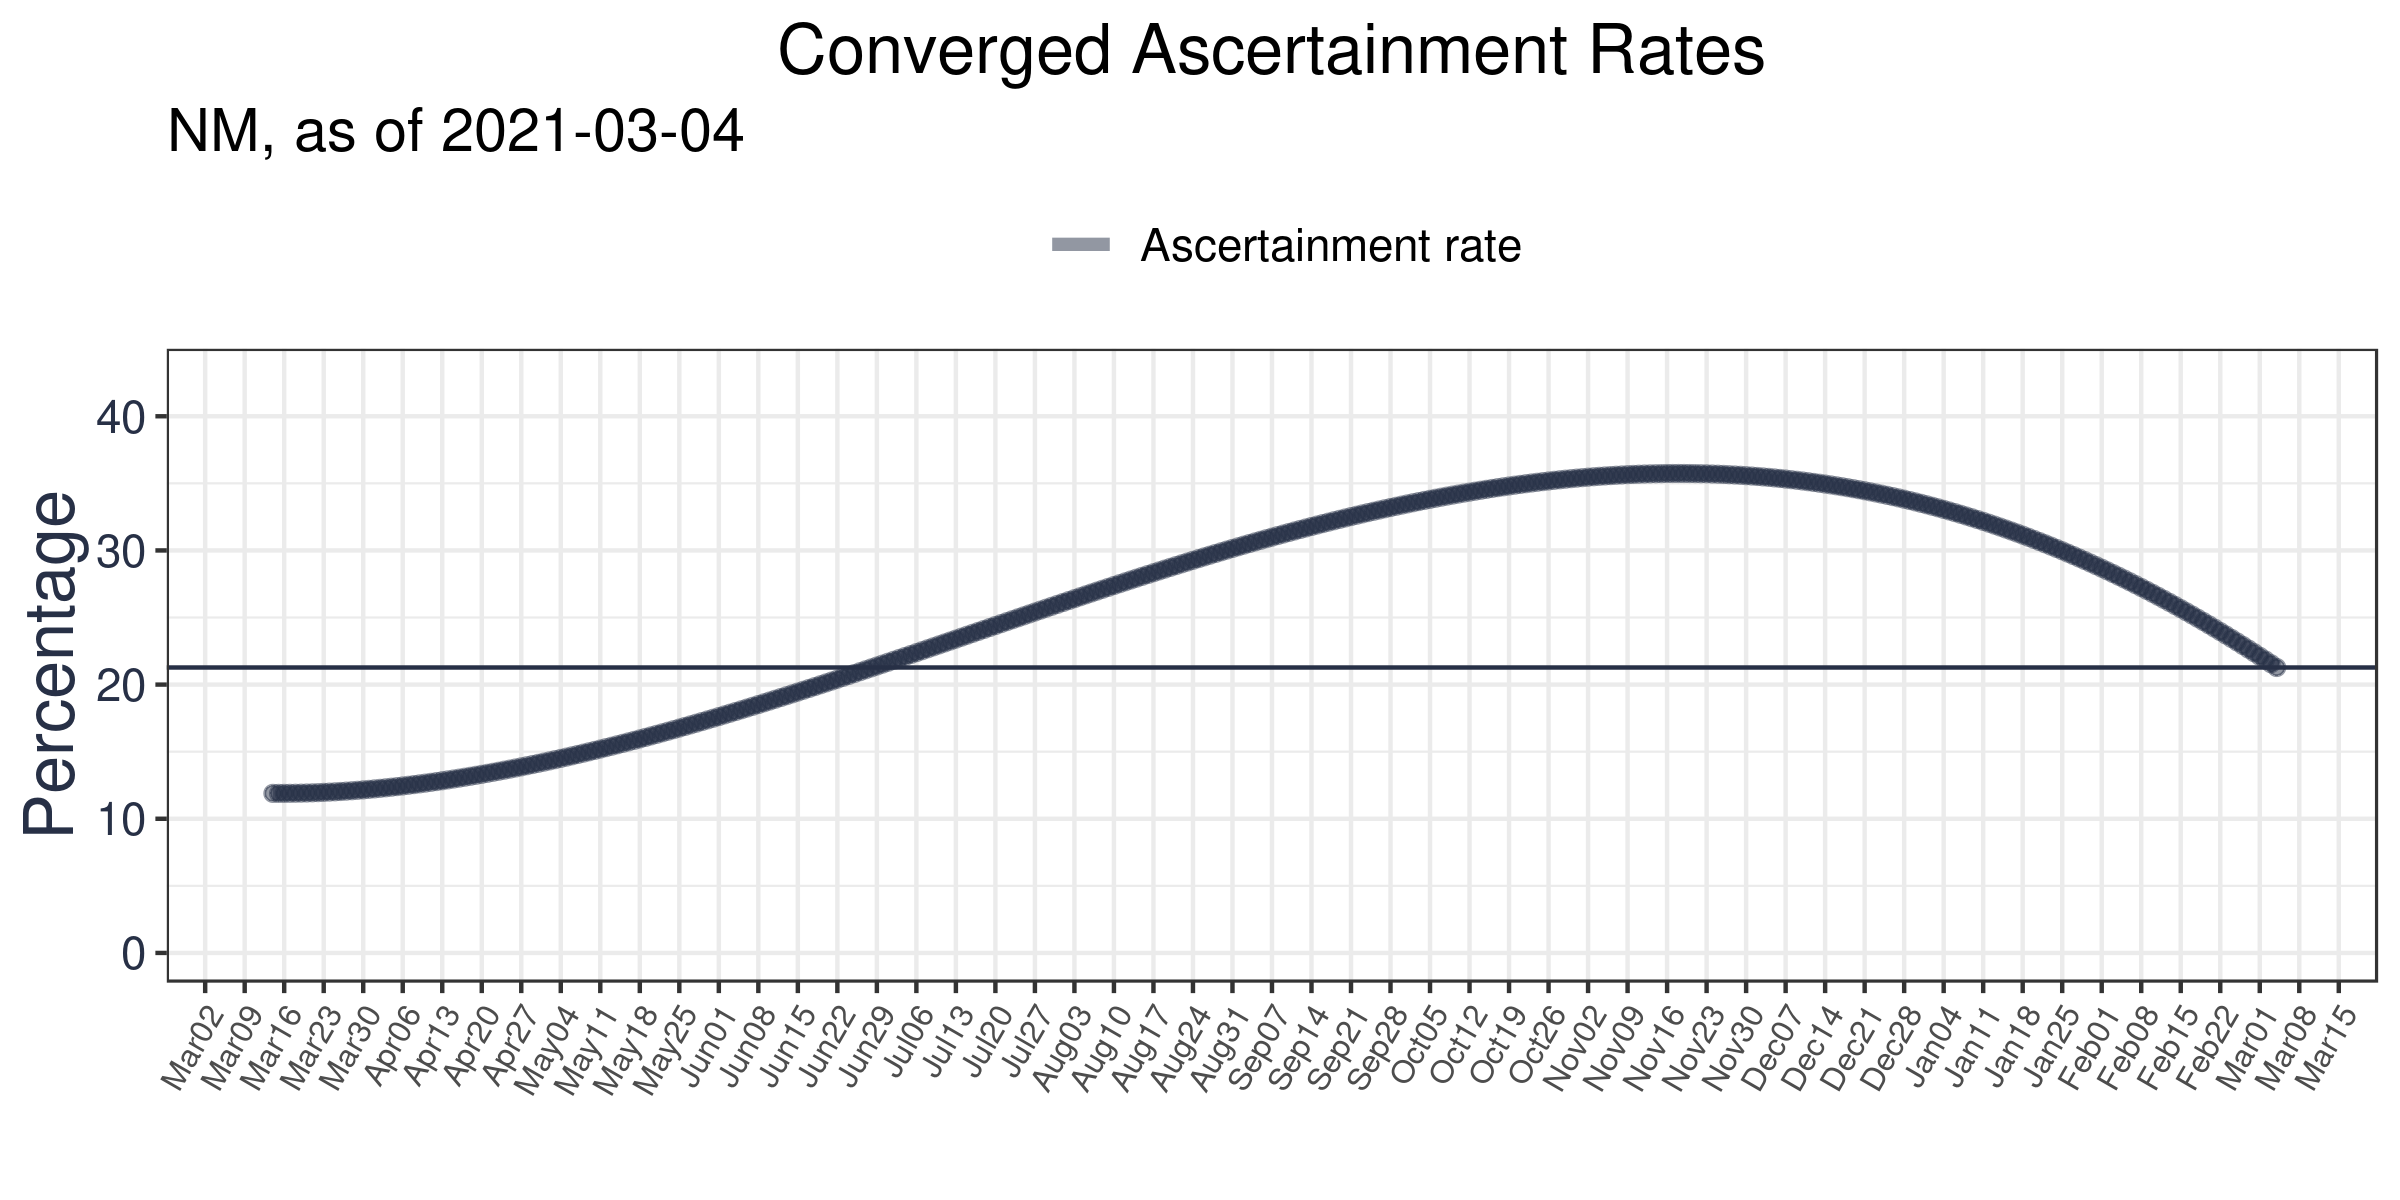 Converged Ascertainment Rates
NM, as of 2021-03-04
Ascertainment rate
Percentage
40
30
20
10
0
Mar02 Mar09 Mar16 Mar23 Mar30 Apr06 Apr13 Apr20 Apr27 May04 May11 May18 May25 Jun01 Jun08 Jun15 Jun22 Jun29 Jul06 Jul13 Jul20 Jul27 Aug03 Aug10 Aug17 Aug24 Aug31 Sep07 Sep14 Sep21 Sep28 Oct05 Oct12 Oct19 Oct26 Nov02 Nov09 Nov16 Nov23 Nov30 Dec07 Dec14 Dec21 Dec28 Jan04 Jan11 Jan18 Jan25 Feb01 Feb08 Feb15 Feb22 Mar01 Mar08 Mar15